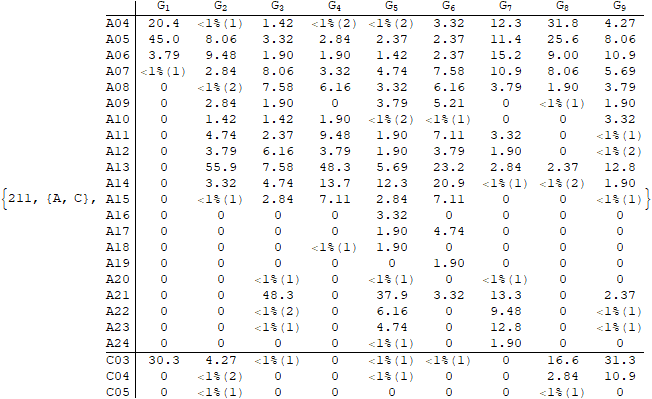 G1 G2 G3 G4 G5 G6 G7 G8 G9
A04 20.4 <1%(1) 1.42 <1%(2) <1%(2) 3.32 12.3 31.8 4.27
A05 45.0 8.06 3.32 2.84 2.37 2.37 11.4 25.6 8.06
A06 3.79 9.48 1.90 1.90 1.42 2.37 15.2 9.00 10.9
A07 <1%(1) 2.84 8.06 3.32 4.74 7.58 10.9 8.06 5.69
A08 0 <1%(2) 7.58 6.16 3.32 6.16 3.79 1.90 3.79
A09 0 2.84 1.90 0 3.79 5.21 0 <1%(1) 1.90
A10 0 1.42 1.42 1.90 <1%(2) <1%(1) 0 0 3.32
A11 0 4.74 2.37 9.48 1.90 7.11 3.32 0 <1%(1)
A12 0 3.79 6.16 3.79 1.90 3.79 1.90 0 <1%(2)
A13 0 55.9 7.58 48.3 5.69 23.2 2.84 2.37 12.8
A14 0 3.32 4.74 13.7 12.3 20.9 <1%(1) <1%(2) 1.90
{211, {A, C}, A15 0 <1%(1) 2.84 7.11 2.84 7.11 0 0 <1%(1)}
A16 0 0 0 0 3.32 0 0 0 0
A17 0 0 0 0 1.90 4.74 0 0 0
A18 0 0 0 <1%(1) 1.90 0 0 0 0
A19 0 0 0 0 0 1.90 0 0 0
A20 0 0 <1%(1) 0 <1%(1) 0 <1%(1) 0 0
A21 0 0 48.3 0 37.9 3.32 13.3 0 2.37
A22 0 0 <1%(2) 0 6.16 0 9.48 0 <1%(1)
A23 0 0 <1%(1) 0 4.74 0 12.8 0 <1%(1)
A24 0 0 0 0 <1%(1) 0 1.90 0 0
C03 30.3 4.27 <1%(1) 0 <1%(1) <1%(1) 0 16.6 31.3
C04 0 <1%(2) 0 0 <1%(1) 0 0 2.84 10.9
C05 0 <1%(1) 0 0 0 0 0 <1%(1) 0